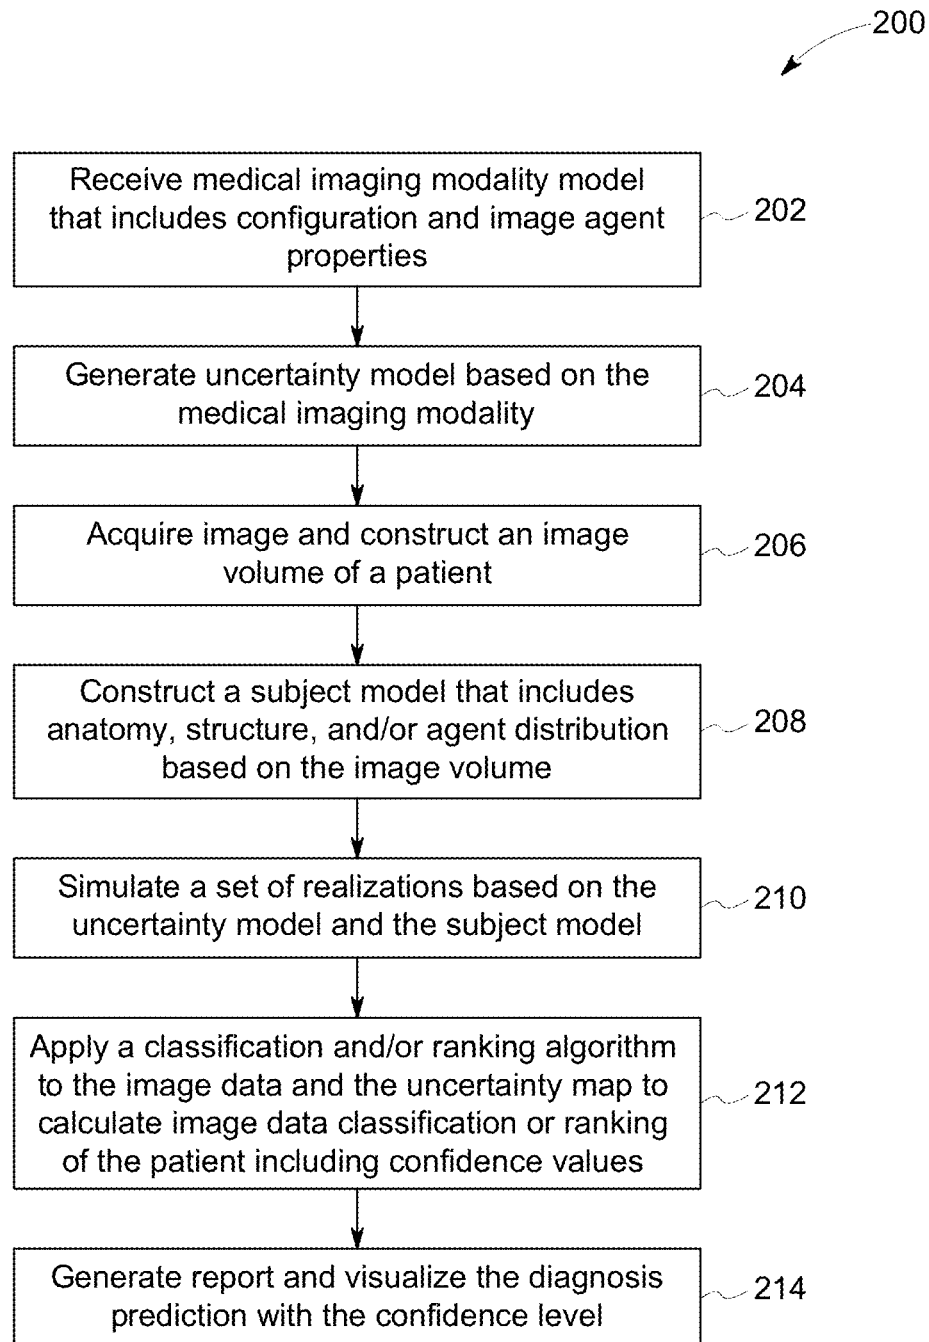 200
Receive medical imaging modality model
that includes configuration and image agent
properties
202
Generate uncertainty model based on the
medical imaging modality
204
Acquire image and construct an image
volume of a patient
206
Construct a subject model that includes
anatomy, structure, and/or agent distribution
based on the image volume
208
Simulate a set of realizations based on the
uncertainty model and the subject model
210
Apply a classification and/or ranking algorithm
to the image data and the uncertainty map to
calculate image data classification or ranking
of the patient including confidence values
212
Generate report and visualize the diagnosis
prediction with the confidence level
214